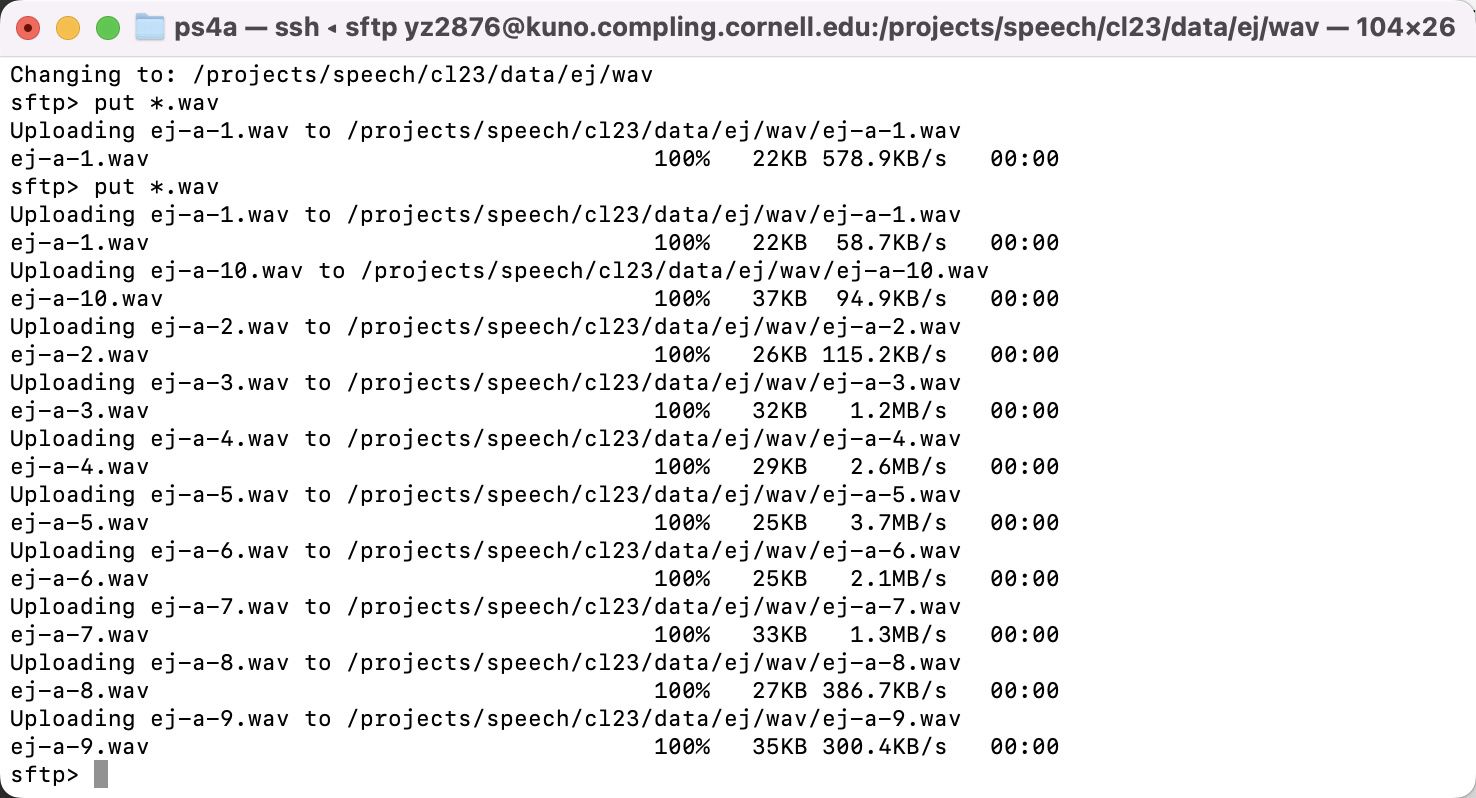 ps4a — ssh ◂ sftp yz2876@kuno.compling.cornell.edu:/projects/speech/cl23/data/ej/wav — 104×26
Changing to: /projects/speech/cl23/data/ej/wav
sftp> put *.wav
Uploading ej-a-1.wav to /projects/speech/cl23/data/ej/wav/ej-a-1.wav
ej-a-1.wav                                    100%   22KB 578.9KB/s   00:00
sftp> put *.wav
Uploading ej-a-1.wav to /projects/speech/cl23/data/ej/wav/ej-a-1.wav
ej-a-1.wav                                    100%   22KB  58.7KB/s   00:00
Uploading ej-a-10.wav to /projects/speech/cl23/data/ej/wav/ej-a-10.wav
ej-a-10.wav                                   100%   37KB  94.9KB/s   00:00
Uploading ej-a-2.wav to /projects/speech/cl23/data/ej/wav/ej-a-2.wav
ej-a-2.wav                                    100%   26KB 115.2KB/s   00:00
Uploading ej-a-3.wav to /projects/speech/cl23/data/ej/wav/ej-a-3.wav
ej-a-3.wav                                    100%   32KB   1.2MB/s   00:00
Uploading ej-a-4.wav to /projects/speech/cl23/data/ej/wav/ej-a-4.wav
ej-a-4.wav                                    100%   29KB   2.6MB/s   00:00
Uploading ej-a-5.wav to /projects/speech/cl23/data/ej/wav/ej-a-5.wav
ej-a-5.wav                                    100%   25KB   3.7MB/s   00:00
Uploading ej-a-6.wav to /projects/speech/cl23/data/ej/wav/ej-a-6.wav
ej-a-6.wav                                    100%   25KB   2.1MB/s   00:00
Uploading ej-a-7.wav to /projects/speech/cl23/data/ej/wav/ej-a-7.wav
ej-a-7.wav                                    100%   33KB   1.3MB/s   00:00
Uploading ej-a-8.wav to /projects/speech/cl23/data/ej/wav/ej-a-8.wav
ej-a-8.wav                                    100%   27KB 386.7KB/s   00:00
Uploading ej-a-9.wav to /projects/speech/cl23/data/ej/wav/ej-a-9.wav
ej-a-9.wav                                    100%   35KB 300.4KB/s   00:00
sftp>